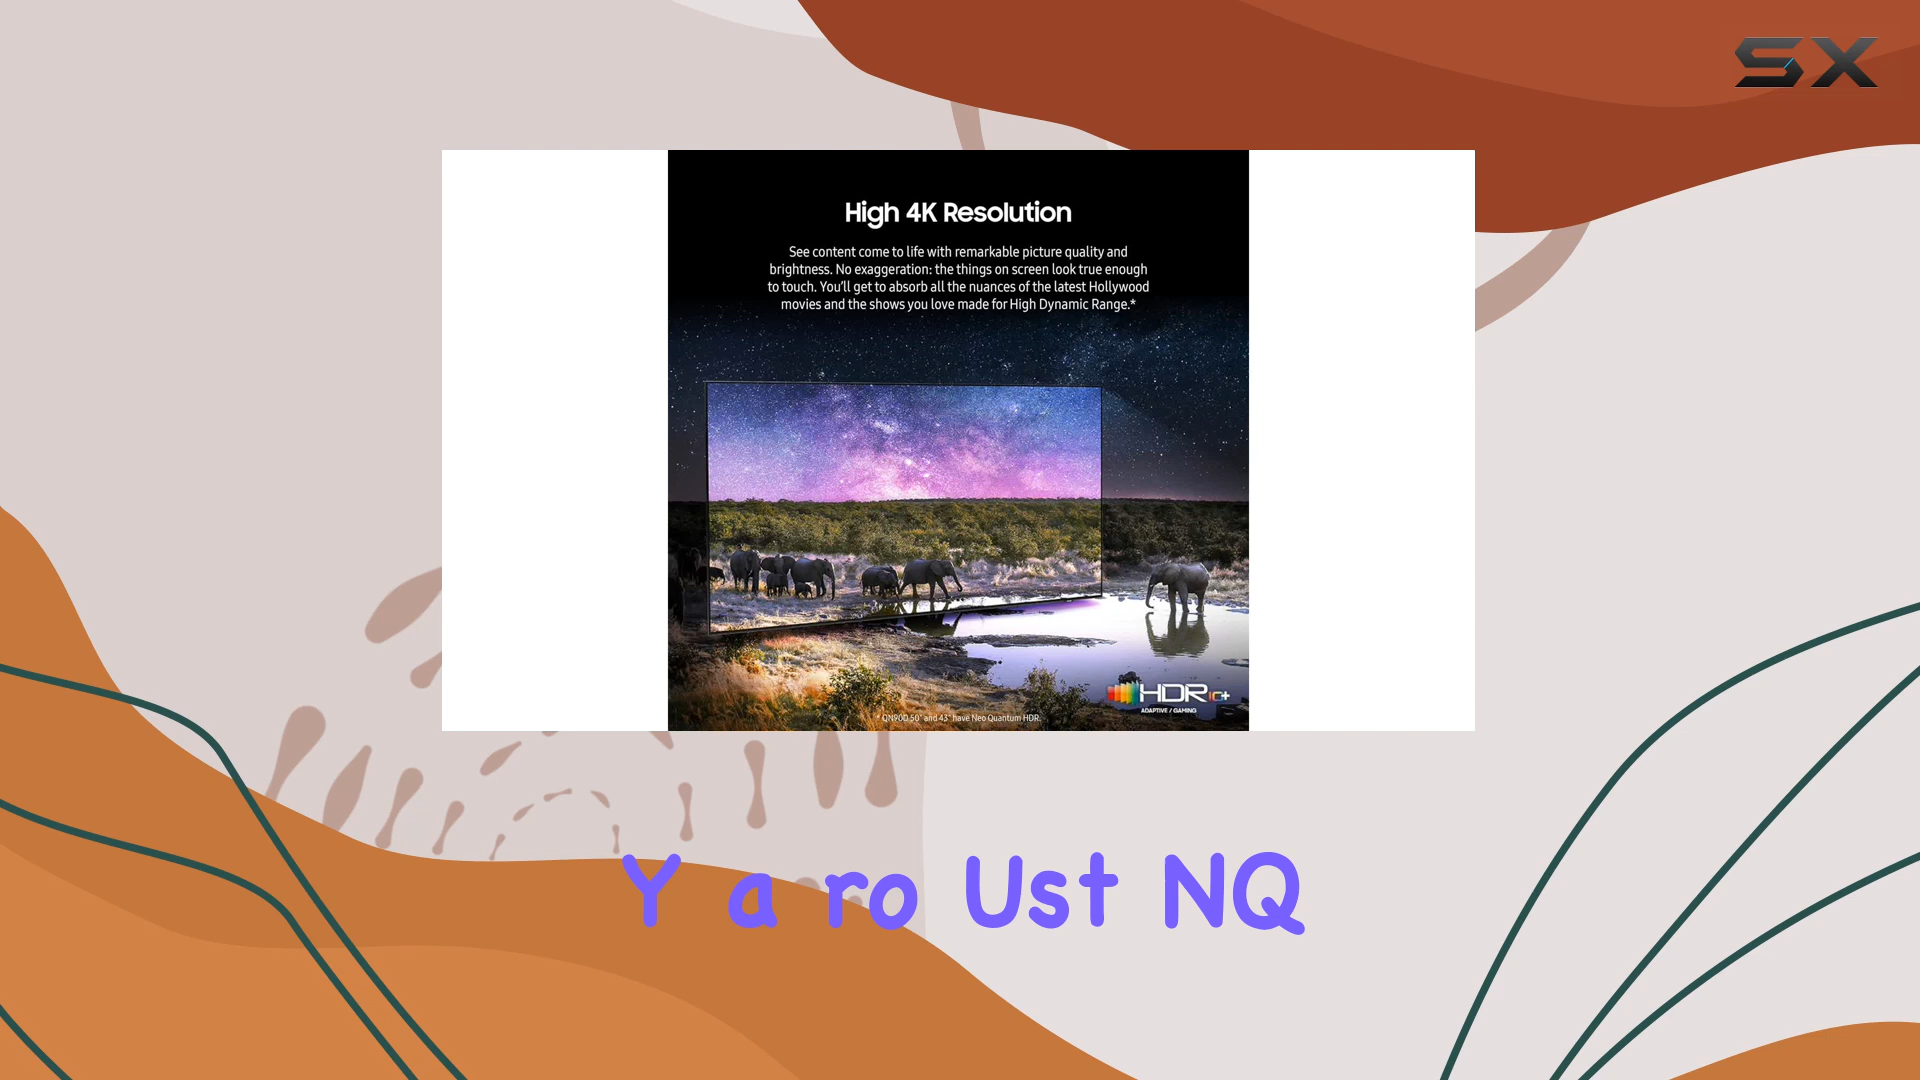 SX
High 4K Resolution
See content come to life with remarkable picture quality and
brightness. No exaggeration: the things on screen look true enough
to touch. You'll get to absorb all the nuances of the latest Hollywood
movies and the shows you love made for High Dynamic Range.*
HDR10+
ADAPTIVE / GAMING
* QN90D 50" and 43" have Neo Quantum HDR.
Y a ro Ust NQ